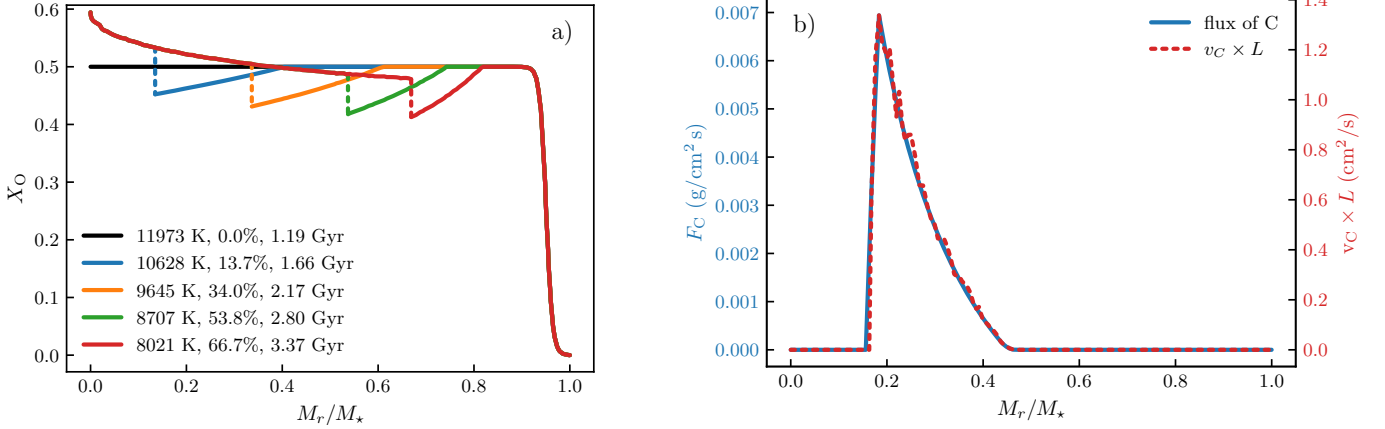 a)
0.6
0.5
0.4
0.3
0.2
0.1
0.0
X_O
11973 K, 0.0%, 1.19 Gyr
10628 K, 13.7%, 1.66 Gyr
9645 K, 34.0%, 2.17 Gyr
8707 K, 53.8%, 2.80 Gyr
8021 K, 66.7%, 3.37 Gyr
0.0 0.2 0.4 0.6 0.8 1.0
M_r/M_⋆
b)
flux of C
v_C × L
0.007
0.006
0.005
0.004
0.003
0.002
0.001
0.000
F_C (g/cm² s)
1.4
1.2
1.0
0.8
0.6
0.4
0.2
0.0
v_C × L (cm²/s)
0.0 0.2 0.4 0.6 0.8 1.0
M_r/M_⋆